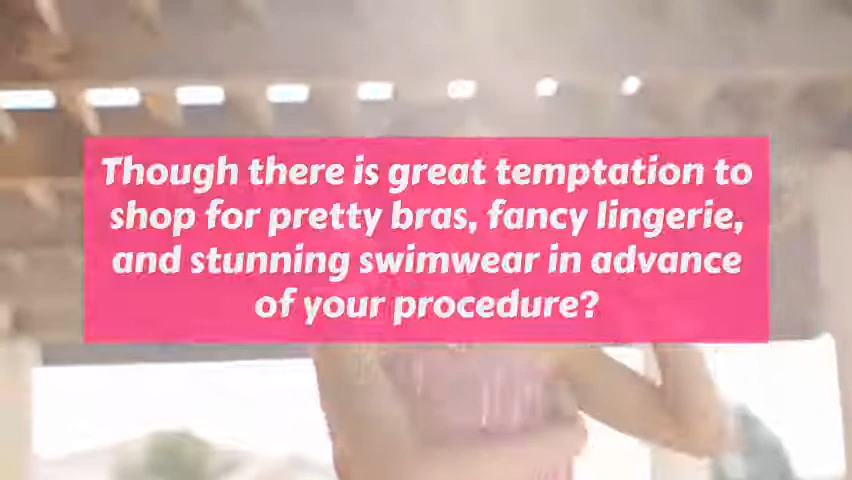 Though there is great temptation to
shop for pretty bras, fancy lingerie,
and stunning swimwear in advance
of your procedure?